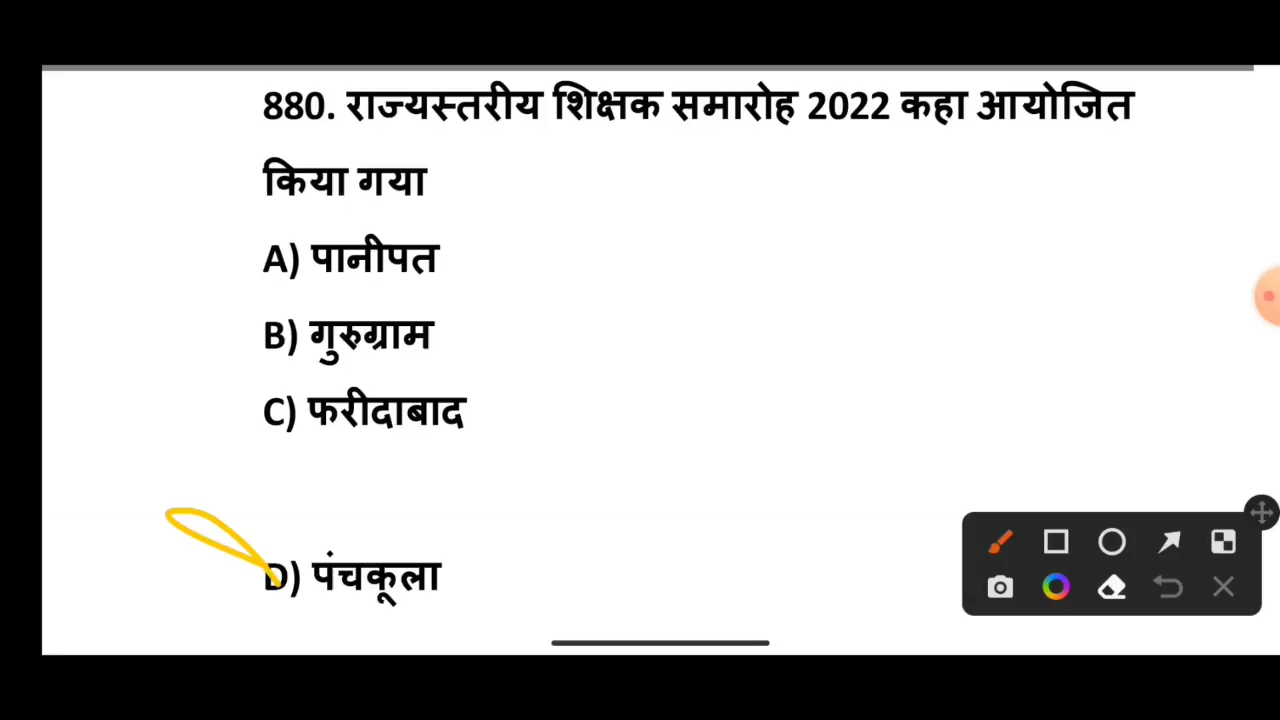 880. राज्यस्तरीय शिक्षक समारोह 2022 कहा आयोजित
किया गया
A) पानीपत
B) गुरुग्राम
C) फरीदाबाद
D) पंचकूला